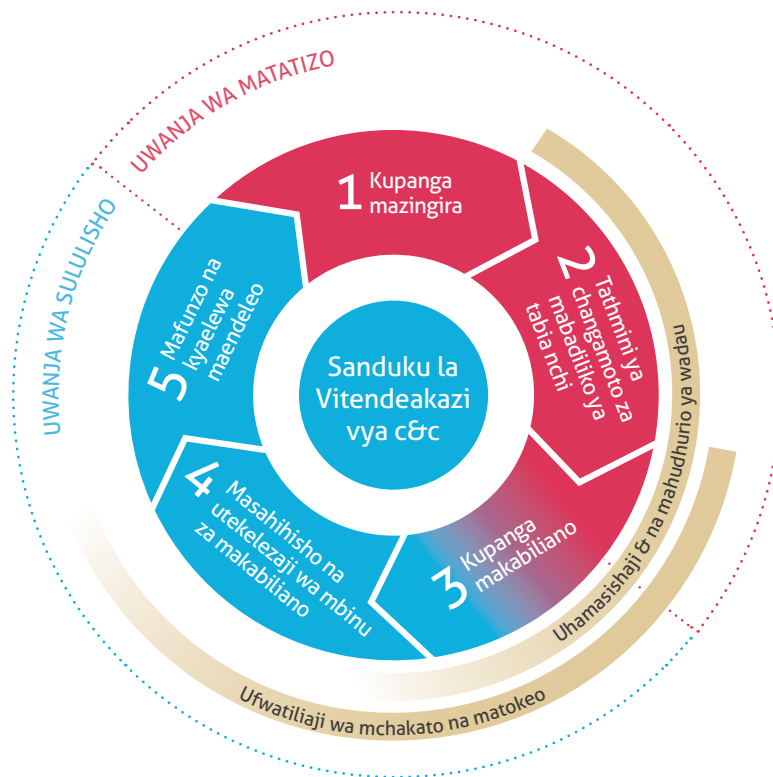 UWANJA WA MATATIZO
UWANJA WA SULULISHO
1 Kupanga
mazingira
2 Tathmini ya
changamoto za
mabadiliko ya
tabia nchi
3 Kupanga
makabiliano
4 Masahihisho na
utekelezaji wa mbinu
za makabiliano
5 Mafunzo na
kyaelewa
maendeleo
Sanduku la
Vitendeakazi
vya c&c
Uhamasishaji & na mahudhurio ya wadau
Ufwatiliaji wa mchakato na matokeo